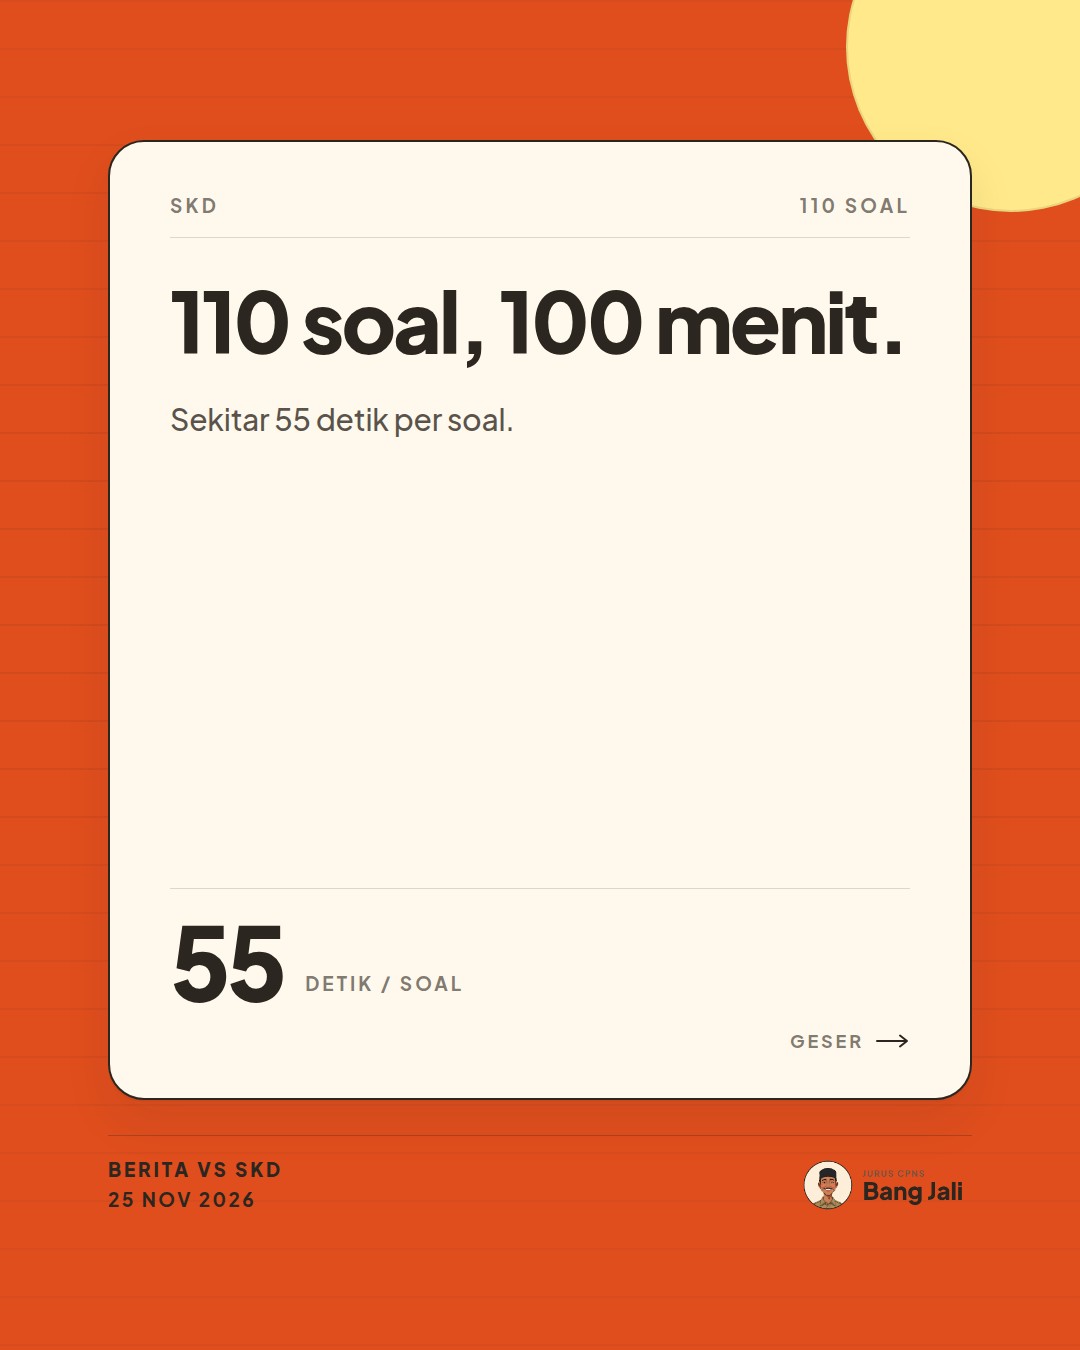 SKD
110 SOAL
110 soal, 100 menit.
Sekitar 55 detik per soal.
55
DETIK / SOAL
GESER
BERITA VS SKD
25 NOV 2026
JURUS CPNS
Bang Jali